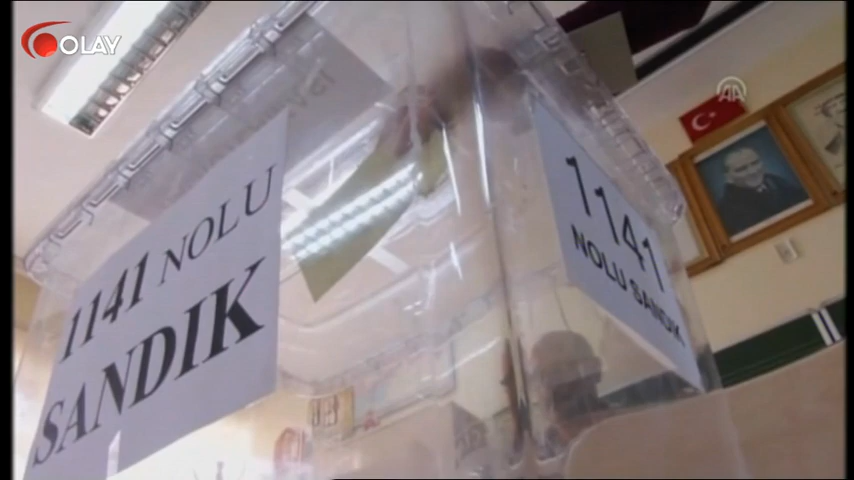 OLAY
AA
1141 NOLU
SANDIK
1141
NOLU SANDIK